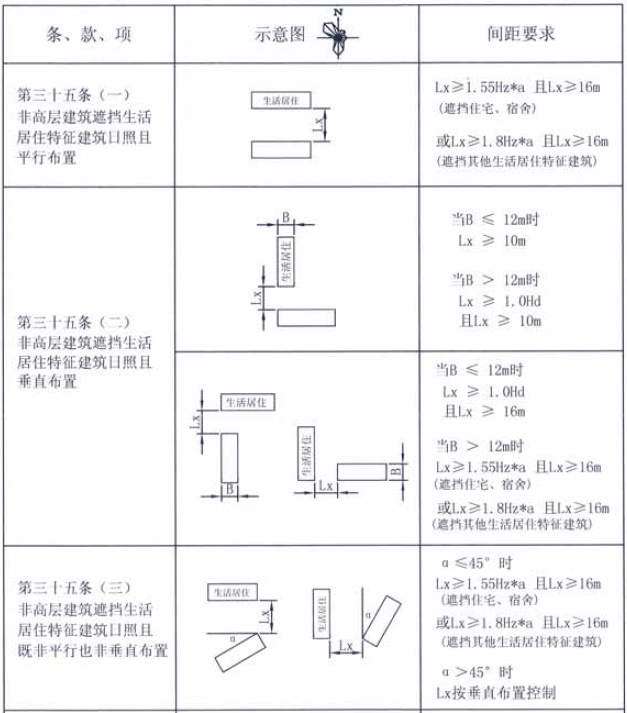 条、款、项
示意图
N
间距要求
第三十五条（一）
非高层建筑遮挡生活
居住特征建筑日照且
平行布置
生活居住
Lx
Lx≥1.55Hz*a 且Lx≥16m
(遮挡住宅、宿舍)
或Lx≥1.8Hz*a 且Lx≥16m
(遮挡其他生活居住特征建筑)
第三十五条（二）
非高层建筑遮挡生活
居住特征建筑日照且
垂直布置
B
生活居住
Lx
当B ≤ 12m时
Lx ≥ 10m
当B > 12m时
Lx ≥ 1.0Hd
且Lx ≥ 10m
生活居住
Lx
B
生活居住
Lx
B
当B ≤ 12m时
Lx ≥ 1.0Hd
且Lx ≥ 16m
当B > 12m时
Lx≥1.55Hz*a 且Lx≥16m
(遮挡住宅、宿舍)
或Lx≥1.8Hz*a 且Lx≥16m
(遮挡其他生活居住特征建筑)
第三十五条（三）
非高层建筑遮挡生活
居住特征建筑日照且
既非平行也非垂直布置
生活居住
Lx
α
生活居住
α
Lx
α≤45° 时
Lx≥1.55Hz*a 且Lx≥16m
(遮挡住宅、宿舍)
或Lx≥1.8Hz*a 且Lx≥16m
(遮挡其他生活居住特征建筑)
α>45° 时
Lx按垂直布置控制